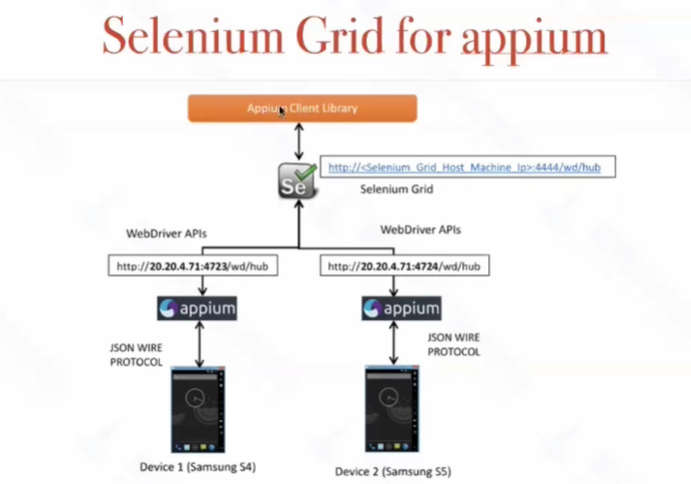 Selenium Grid for appium
Appium Client Library
http://<Selenium_Grid_Host_Machine_Ip>:4444/wd/hub
Se
Selenium Grid
WebDriver APIs
WebDriver APIs
http://20.20.4.71:4723/wd/hub
http://20.20.4.71:4724/wd/hub
appium
appium
JSON WIRE
PROTOCOL
JSON WIRE
PROTOCOL
Device 1 (Samsung S4)
Device 2 (Samsung S5)